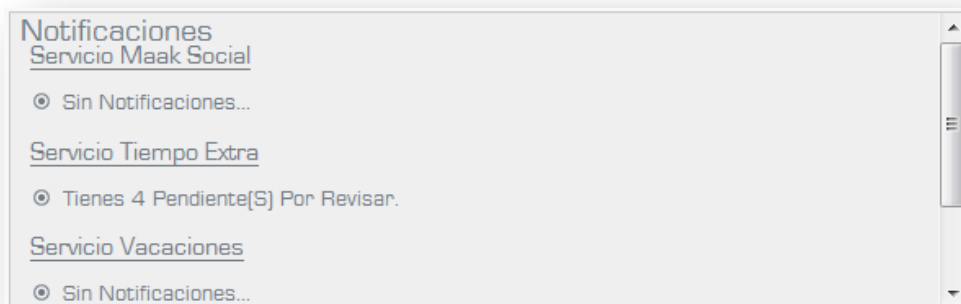 Notificaciones
Servicio Maak Social
Sin Notificaciones...
Servicio Tiempo Extra
Tienes 4 Pendiente(S) Por Revisar.
Servicio Vacaciones
Sin Notificaciones...